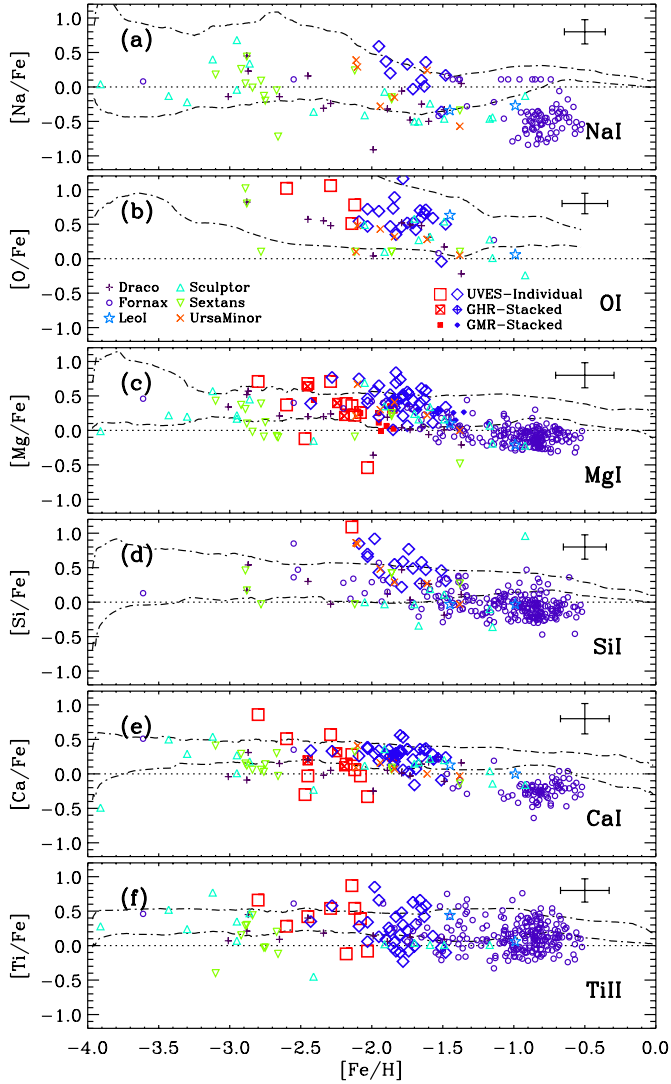 1.0
0.5
0.0
−0.5
−1.0
[Na/Fe]
(a)
NaI
1.0
0.5
0.0
−0.5
−1.0
[O/Fe]
(b)
Draco
Fornax
LeoI
Sculptor
Sextans
UrsaMinor
UVES−Individual
GHR−Stacked
GMR−Stacked
OI
1.0
0.5
0.0
−0.5
−1.0
[Mg/Fe]
(c)
MgI
1.0
0.5
0.0
−0.5
−1.0
[Si/Fe]
(d)
SiI
1.0
0.5
0.0
−0.5
−1.0
[Ca/Fe]
(e)
CaI
1.0
0.5
0.0
−0.5
−1.0
[Ti/Fe]
(f)
TiII
−4.0 −3.5 −3.0 −2.5 −2.0 −1.5 −1.0 −0.5 0.0
[Fe/H]